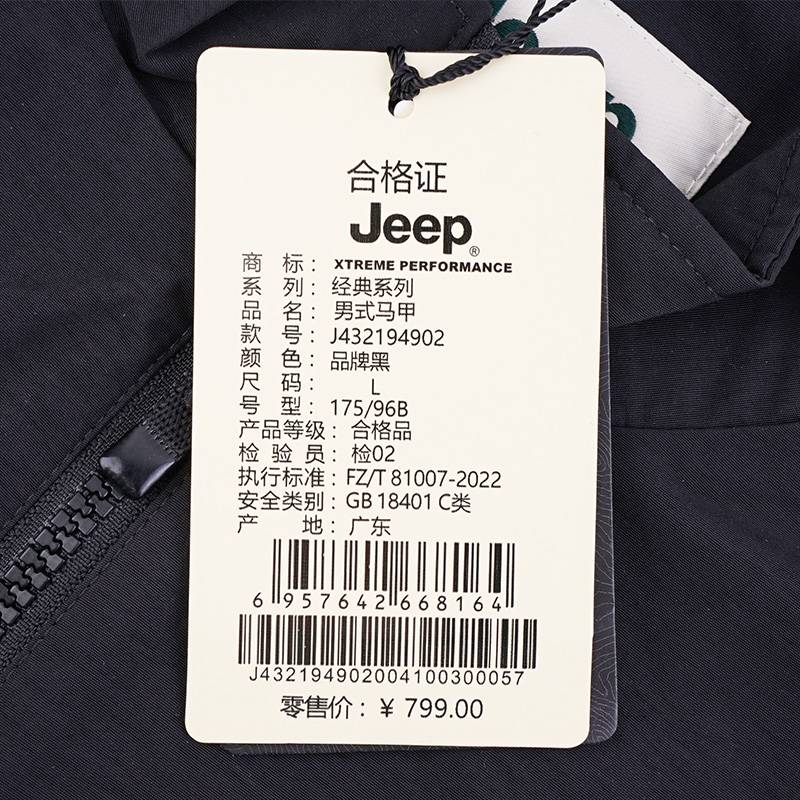 合格证
Jeep®
商标：XTREME PERFORMANCE
系列：经典系列
品名：男式马甲
款号：J432194902
颜色：品牌黑
尺码：L
号型：175/96B
产品等级：合格品
检验员：检02
执行标准：FZ/T 81007-2022
安全类别：GB 18401 C类
产地：广东
6 957642 668164
J432194902004100300057
零售价：¥ 799.00